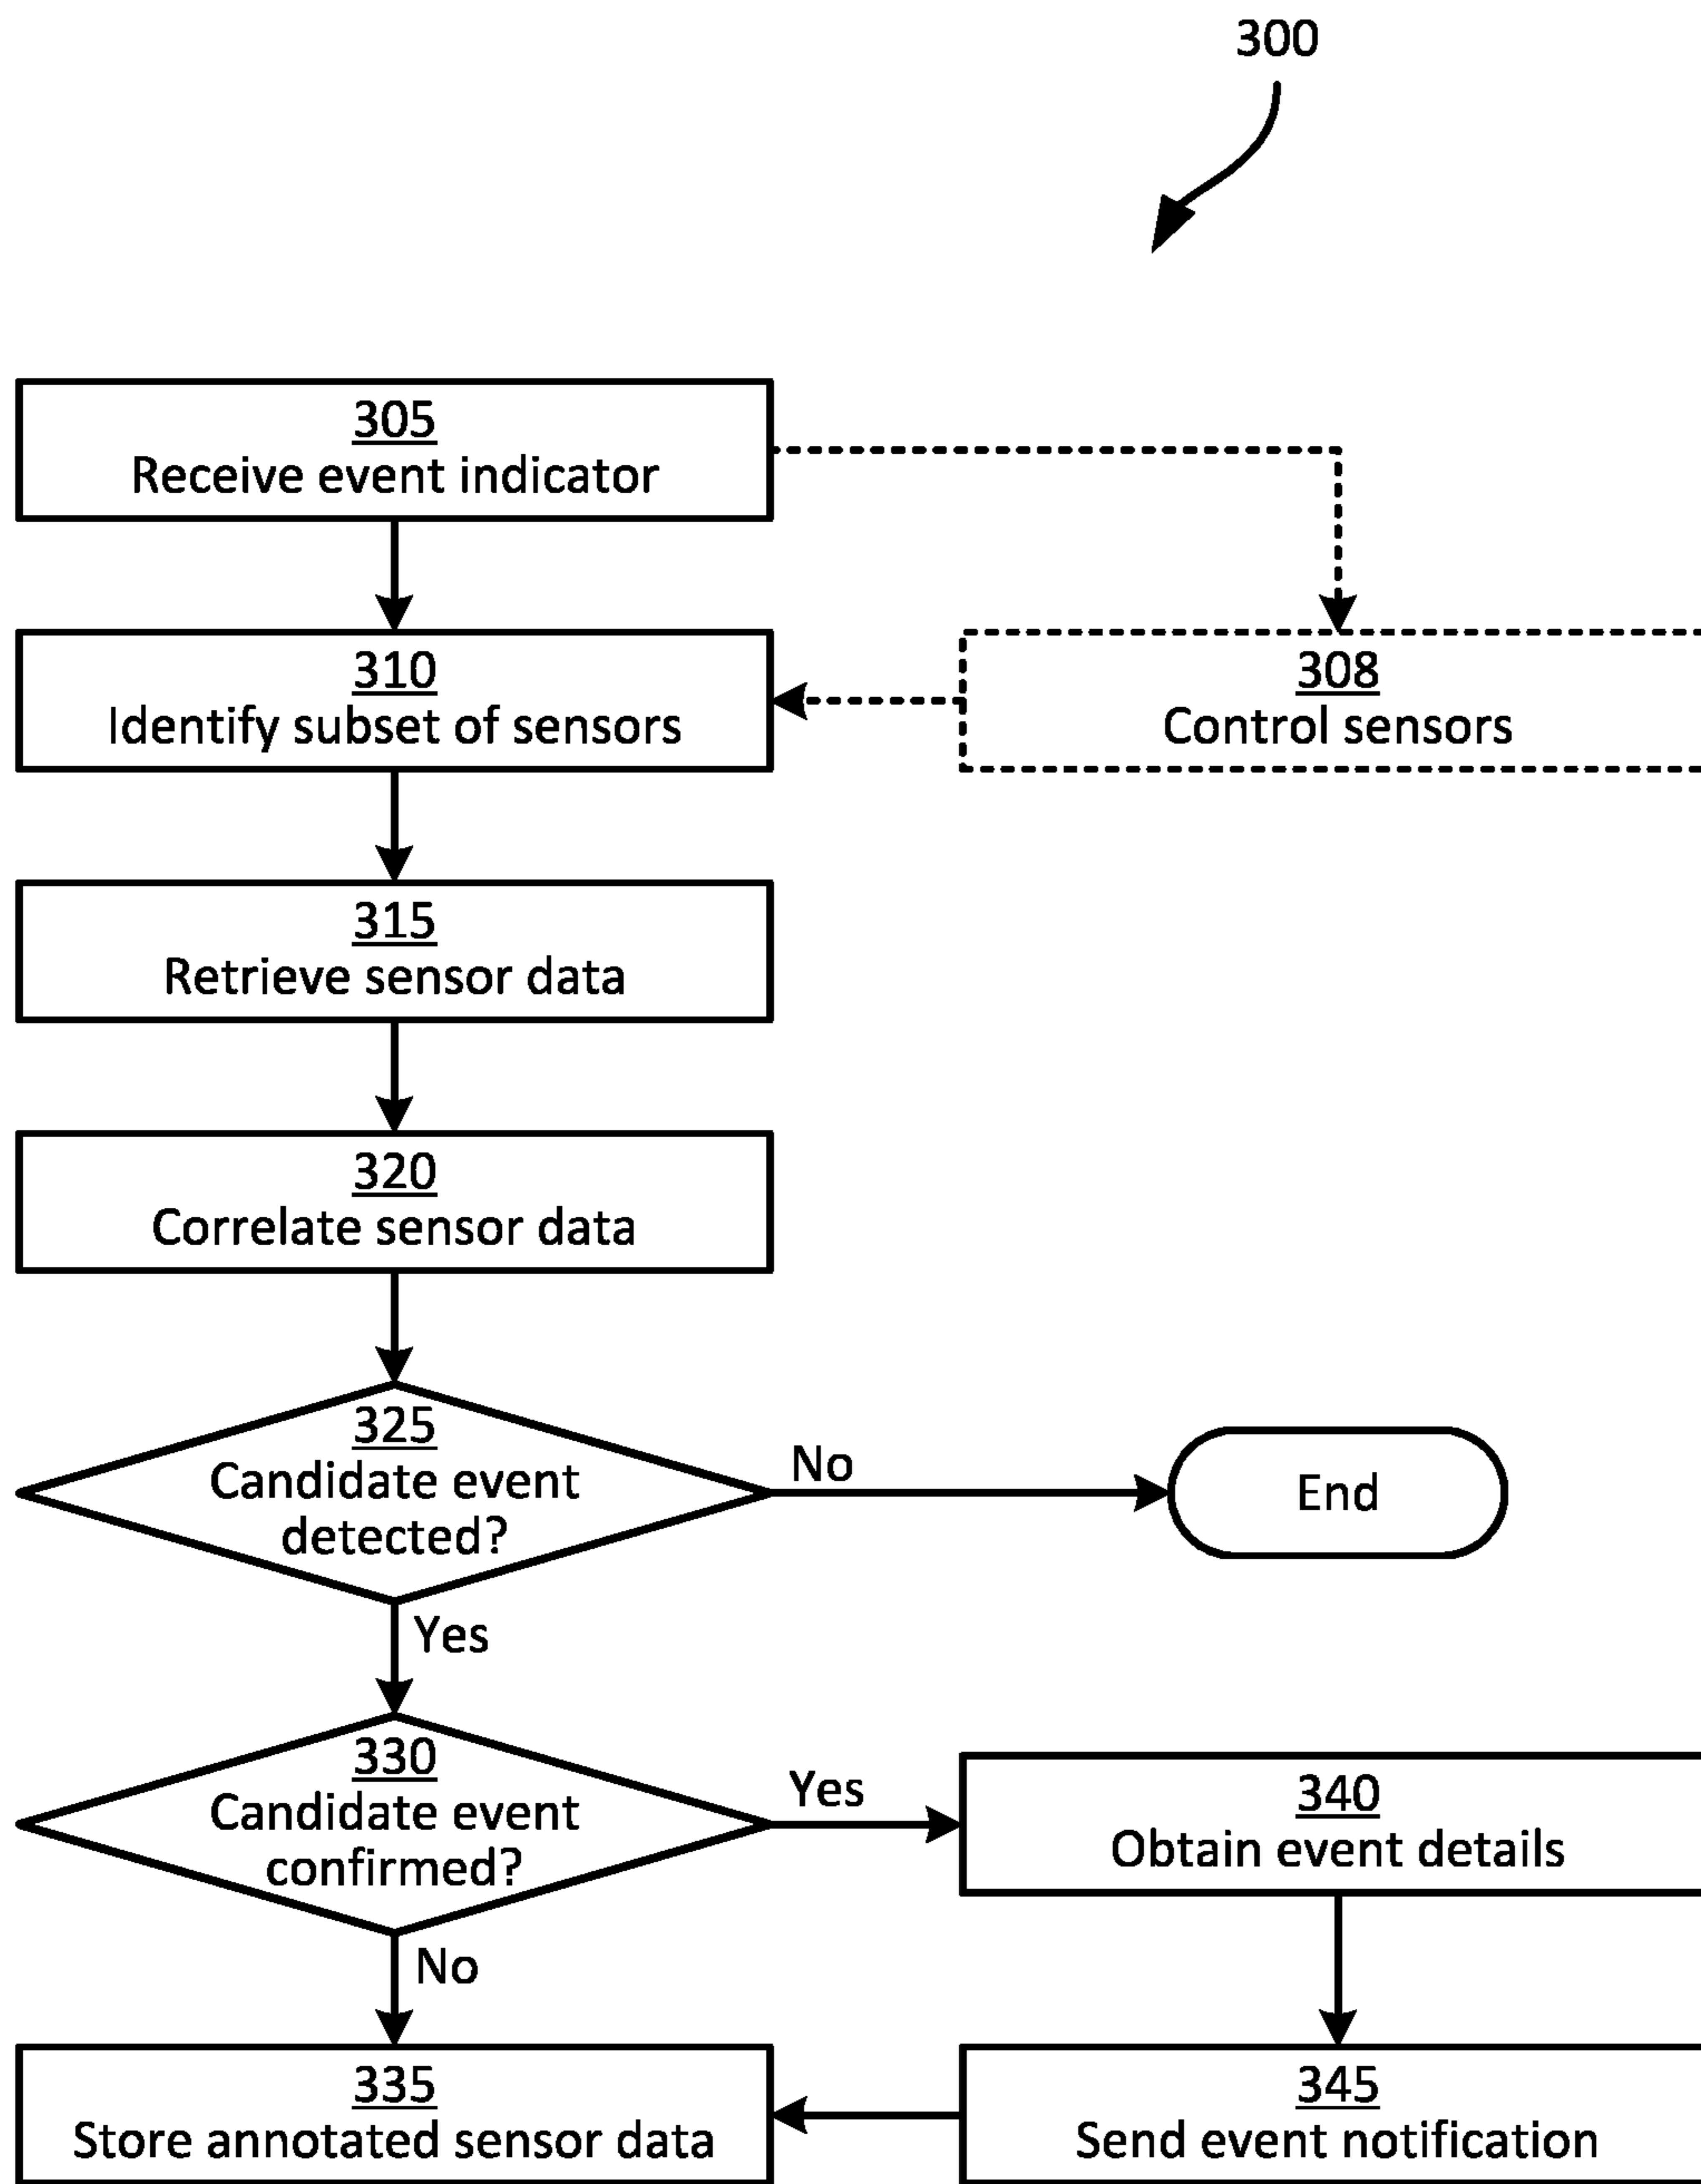 300
305
Receive event indicator
310
Identify subset of sensors
308
Control sensors
315
Retrieve sensor data
320
Correlate sensor data
325
Candidate event
detected?
No
End
Yes
330
Candidate event
confirmed?
Yes
340
Obtain event details
No
335
Store annotated sensor data
345
Send event notification